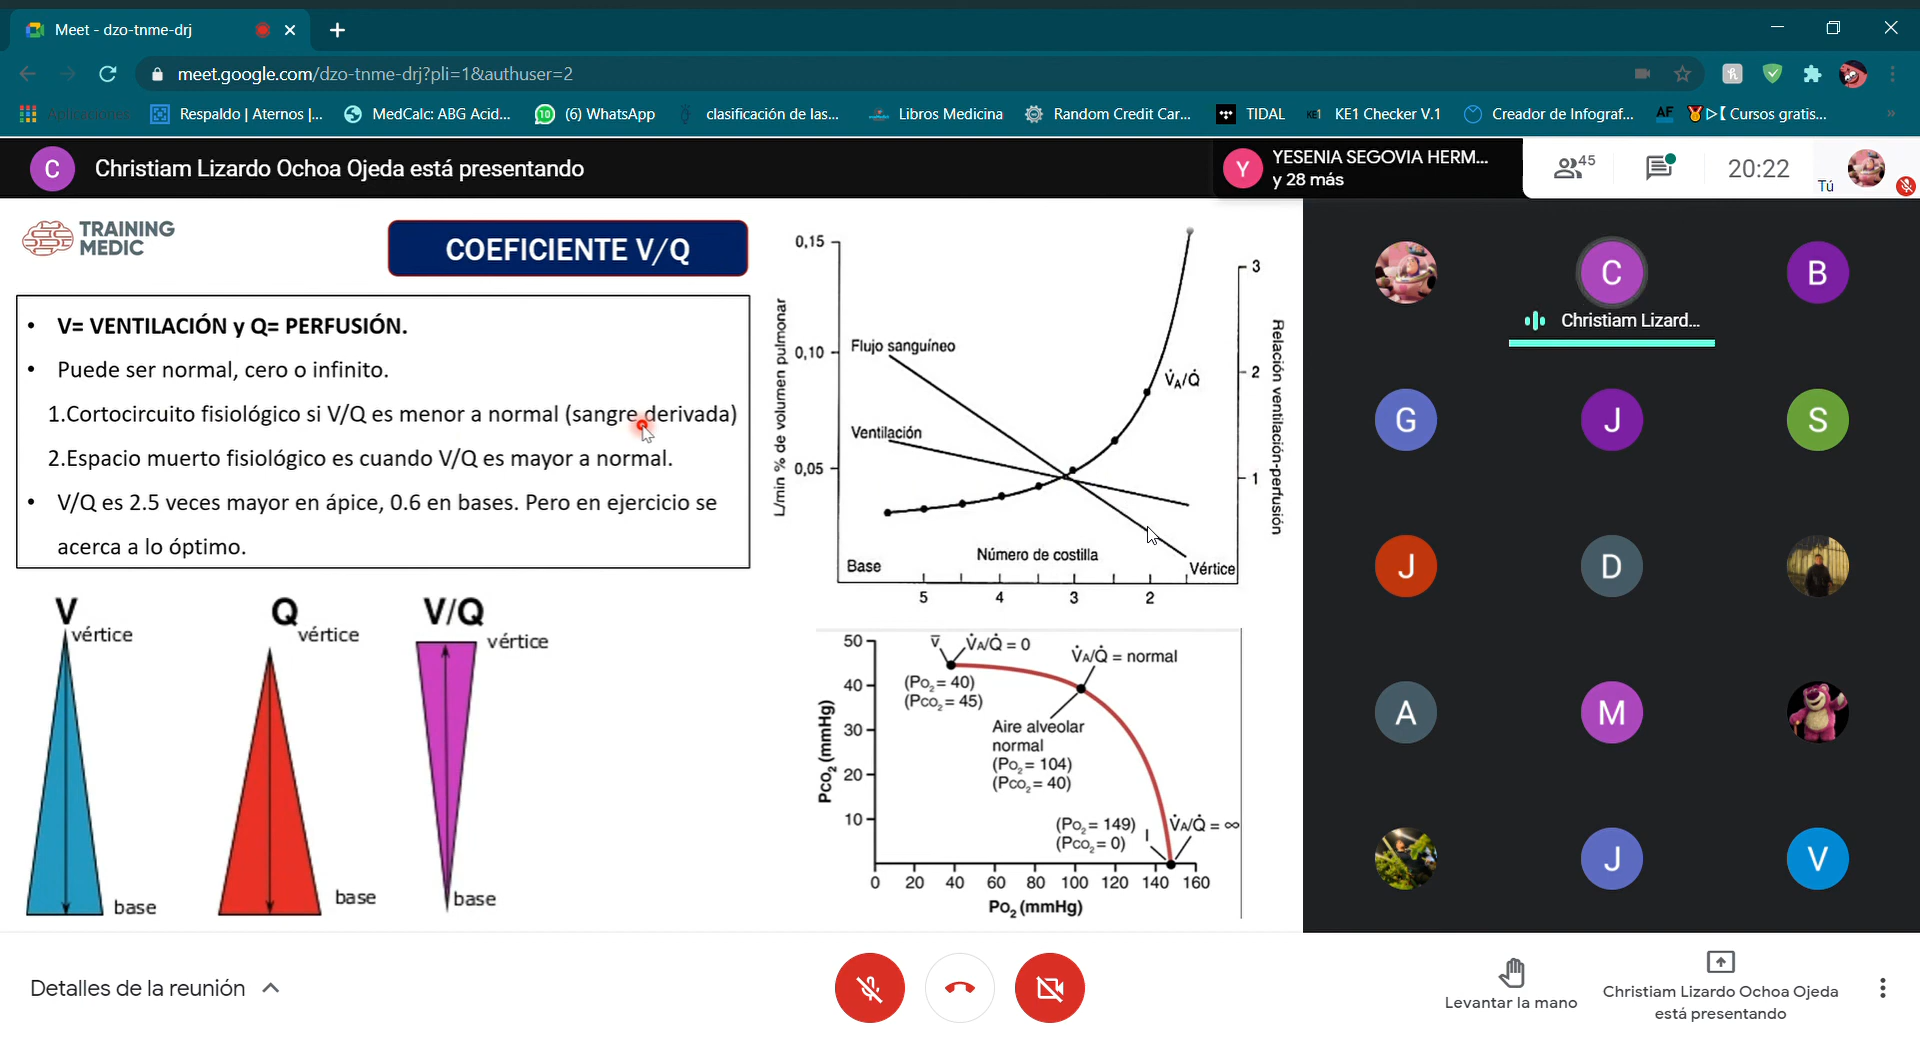 Meet - dzo-tnme-drj
meet.google.com/dzo-tnme-drj?pli=1&authuser=2
Aplicaciones
Respaldo | Aternos |...
MedCalc: ABG Acid...
(6) WhatsApp
clasificación de las...
Libros Medicina
Random Credit Car...
TIDAL
KE1 Checker V.1
Creador de Infograf...
AF
Cursos gratis...
»
C
Christiam Lizardo Ochoa Ojeda está presentando
Y
YESENIA SEGOVIA HERM...
y 28 más
45
20:22
Tú
TRAINING
MEDIC
COEFICIENTE V/Q
• V= VENTILACIÓN y Q= PERFUSIÓN.
• Puede ser normal, cero o infinito.
1.Cortocircuito fisiológico si V/Q es menor a normal (sangre derivada)
2.Espacio muerto fisiológico es cuando V/Q es mayor a normal.
• V/Q es 2.5 veces mayor en ápice, 0.6 en bases. Pero en ejercicio se
acerca a lo óptimo.
V
vértice
base
Q
vértice
base
V/Q
vértice
base
L/min % de volumen pulmonar
0,15
0,10
0,05
Flujo sanguíneo
Ventilación
V̇A/Q̇
3
2
1
Relación ventilación-perfusión
Base
Número de costilla
Vértice
5 4 3 2
Pco₂ (mmHg)
50
40
30
20
10
v̅
V̇A/Q̇ = 0
(Po₂ = 40)
(Pco₂ = 45)
V̇A/Q̇ = normal
Aire alveolar
normal
(Po₂ = 104)
(Pco₂ = 40)
(Po₂ = 149)
(Pco₂ = 0)
I
V̇A/Q̇ = ∞
0 20 40 60 80 100 120 140 160
Po₂ (mmHg)
C
B
Christiam Lizard...
G
J
S
J
D
A
M
J
V
Detalles de la reunión
Levantar la mano
Christiam Lizardo Ochoa Ojeda
está presentando